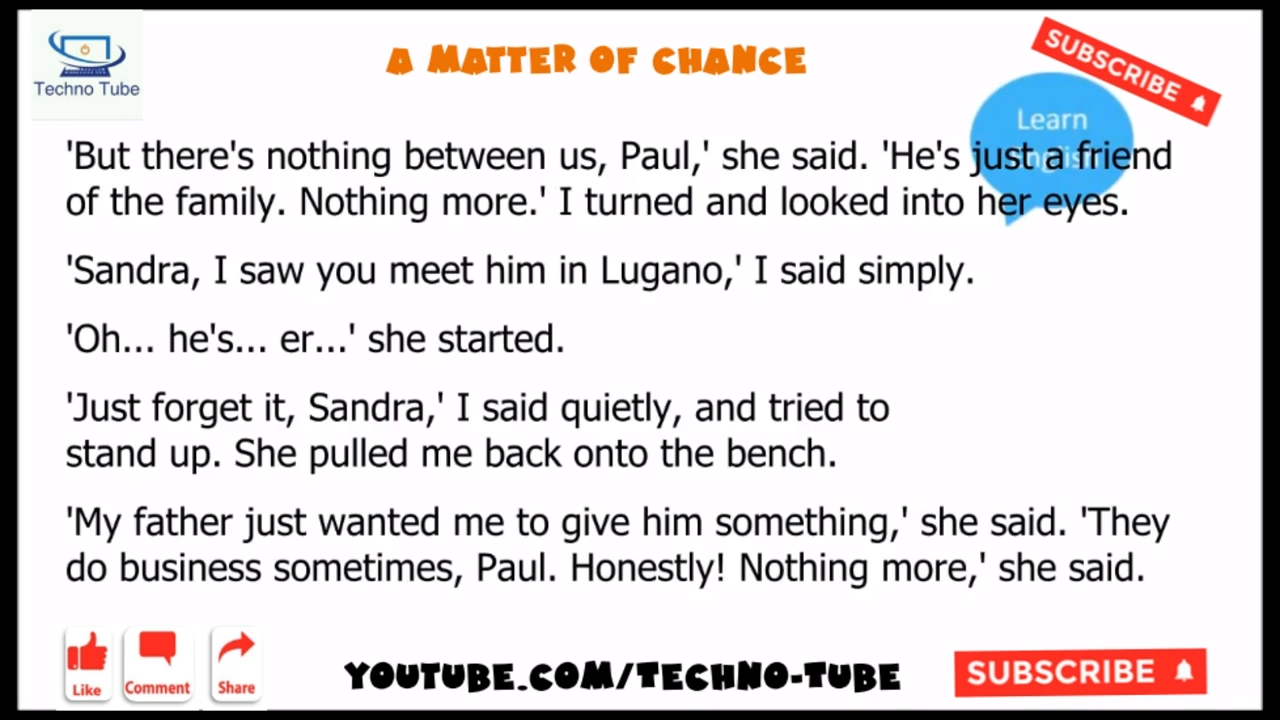 Techno Tube
A MATTER OF CHANCE
SUBSCRIBE
Learn
English
'But there's nothing between us, Paul,' she said. 'He's just a friend
of the family. Nothing more.' I turned and looked into her eyes.
'Sandra, I saw you meet him in Lugano,' I said simply.
'Oh... he's... er...' she started.
'Just forget it, Sandra,' I said quietly, and tried to
stand up. She pulled me back onto the bench.
'My father just wanted me to give him something,' she said. 'They
do business sometimes, Paul. Honestly! Nothing more,' she said.
Like
Comment
Share
YOUTUBE.COM/TECHNO-TUBE
SUBSCRIBE